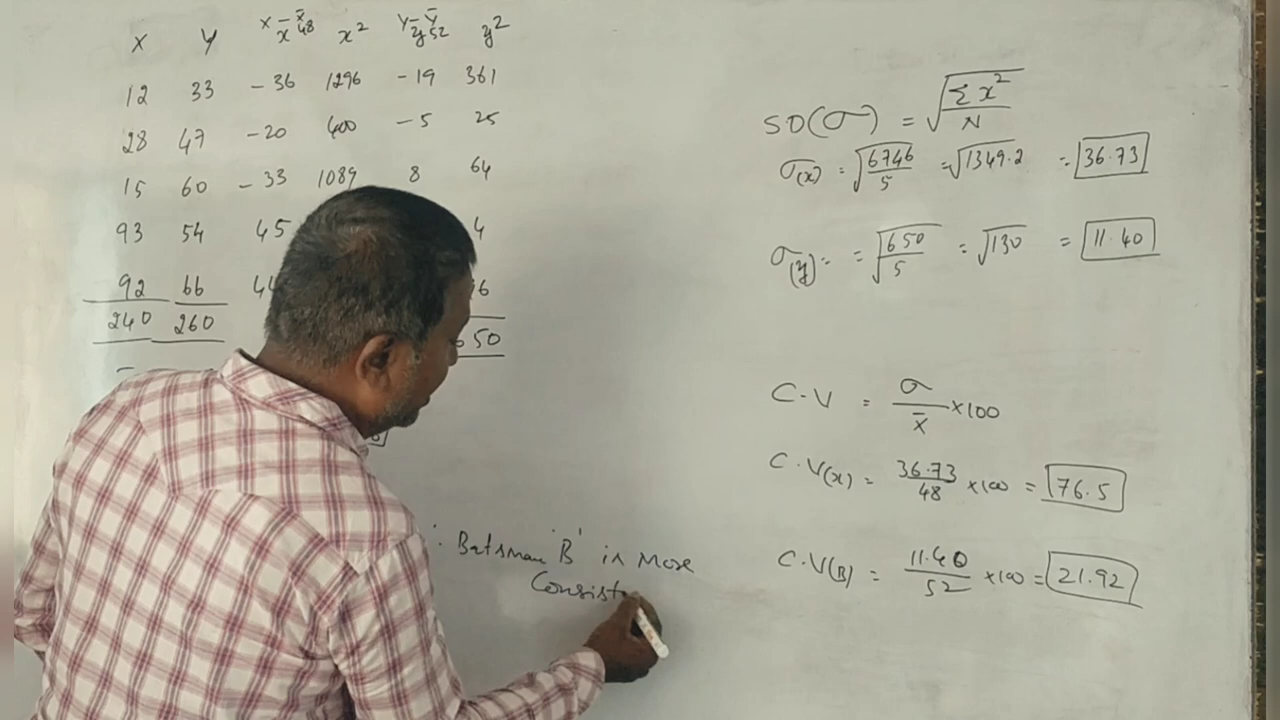 X Y X - X̄ x 48 x² Y - Ȳ y 52 y²
12 33 - 36 1296 - 19 361
28 47 - 20 400 - 5 25
15 60 - 33 1089 8 64
93 54 45 4
92 66 44 6
240 260 650
SD(σ) = √Σx²/N
σ(x) = √6746/5 = √1349.2 = 36.73
σ(y) = = √650/5 = √130 = 11.40
C.V = σ/X̄ × 100
C.V(x) = 36.73/48 × 100 = 76.5
C.V(B) = 11.40/52 × 100 = 21.92
∴ Batsman 'B' is More
Consist